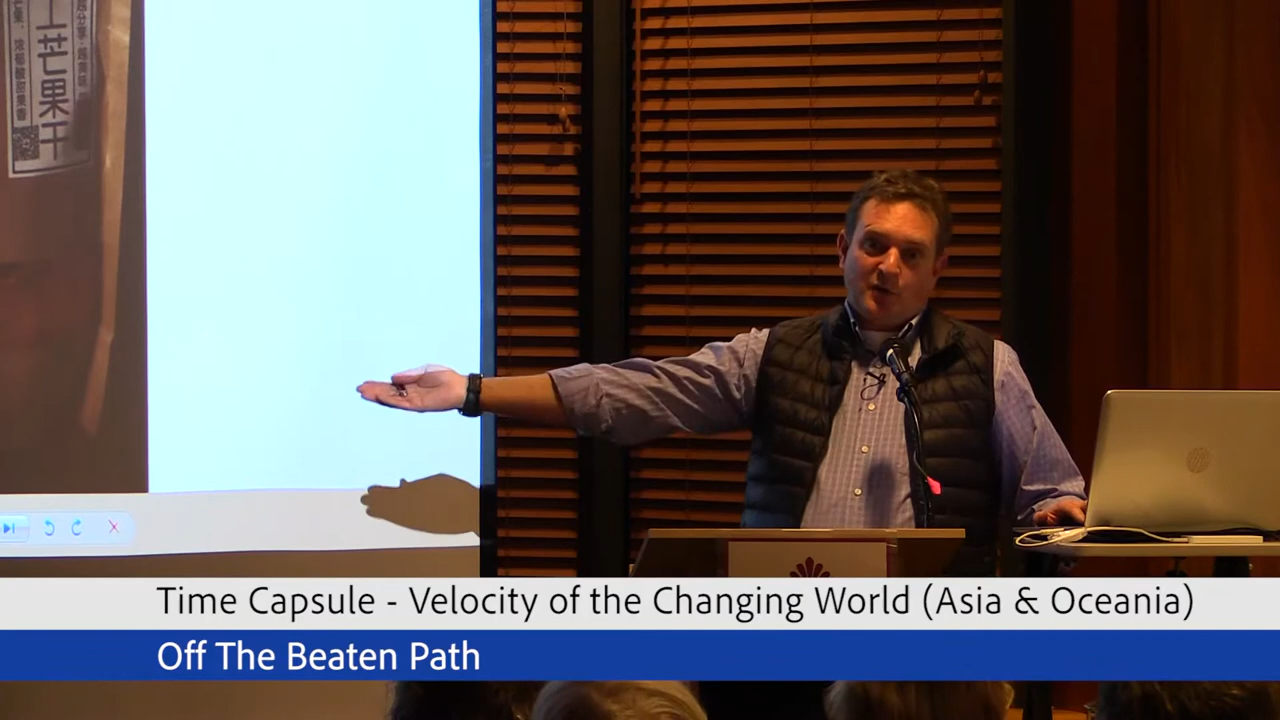 芒果干
Time Capsule - Velocity of the Changing World (Asia & Oceania)
Off The Beaten Path